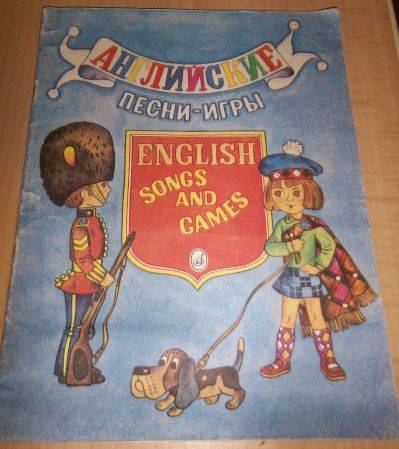 АНГЛИЙСКИЕ
ПЕСНИ-ИГРЫ
ENGLISH
SONGS
AND
GAMES